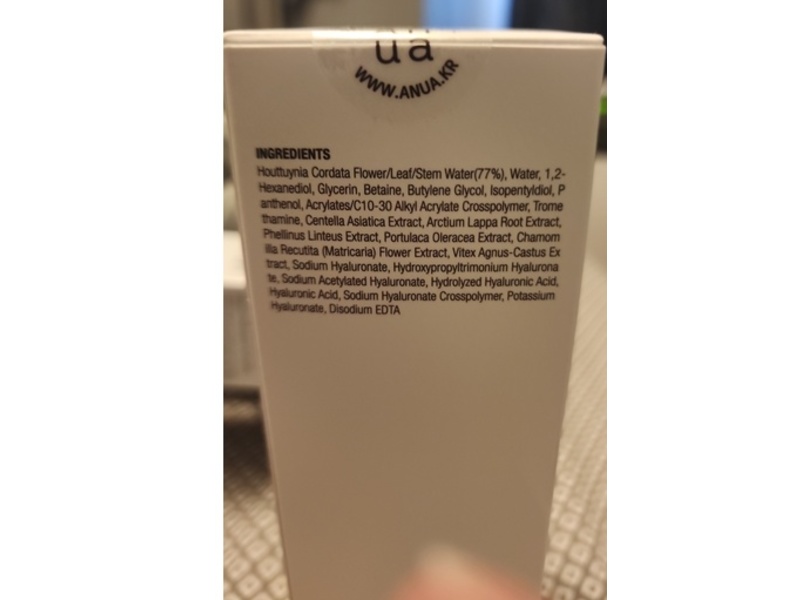 ua
WWW.ANUA.KR
INGREDIENTS
Houttuynia Cordata Flower/Leaf/Stem Water(77%), Water, 1,2-
Hexanediol, Glycerin, Betaine, Butylene Glycol, Isopentyldiol, P
anthenol, Acrylates/C10-30 Alkyl Acrylate Crosspolymer, Trome
thamine, Centella Asiatica Extract, Arctium Lappa Root Extract,
Phellinus Linteus Extract, Portulaca Oleracea Extract, Chamom
illa Recutita (Matricaria) Flower Extract, Vitex Agnus-Castus Ex
tract, Sodium Hyaluronate, Hydroxypropyltrimonium Hyalurona
te, Sodium Acetylated Hyaluronate, Hydrolyzed Hyaluronic Acid,
Hyaluronic Acid, Sodium Hyaluronate Crosspolymer, Potassium
Hyaluronate, Disodium EDTA